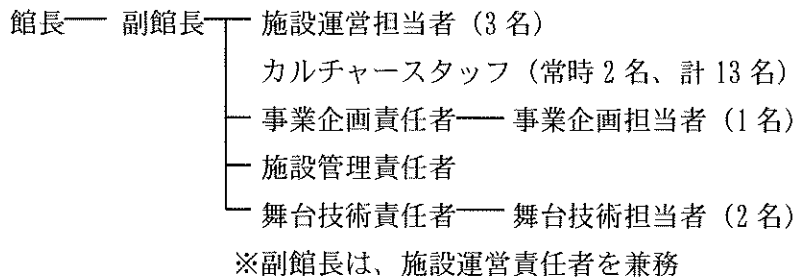 館長── 副館長┬ 施設運営担当者（3名）
カルチャースタッフ（常時2名、計13名）
├ 事業企画責任者── 事業企画担当者（1名）
├ 施設管理責任者
└ 舞台技術責任者── 舞台技術担当者（2名）
※副館長は、施設運営責任者を兼務